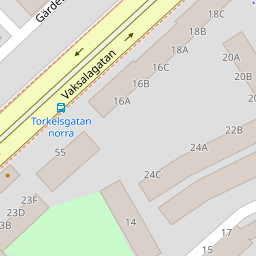 Garde
18C
18A
18B
20A
16C
20B
16B
Vaksalagatan
16A
Torkelsgatan
norra
22B
24A
55
24C
23F
23D
3B
14
17
15